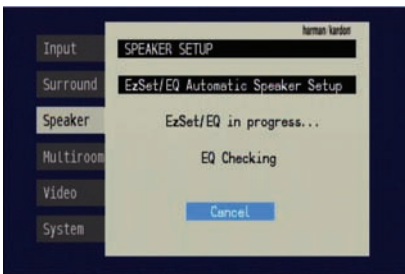 harman kardon
Input
SPEAKER SETUP
Surround
EzSet/EQ Automatic Speaker Setup
Speaker
EzSet/EQ in progress...
Multiroom
EQ Checking
Video
Cancel
System